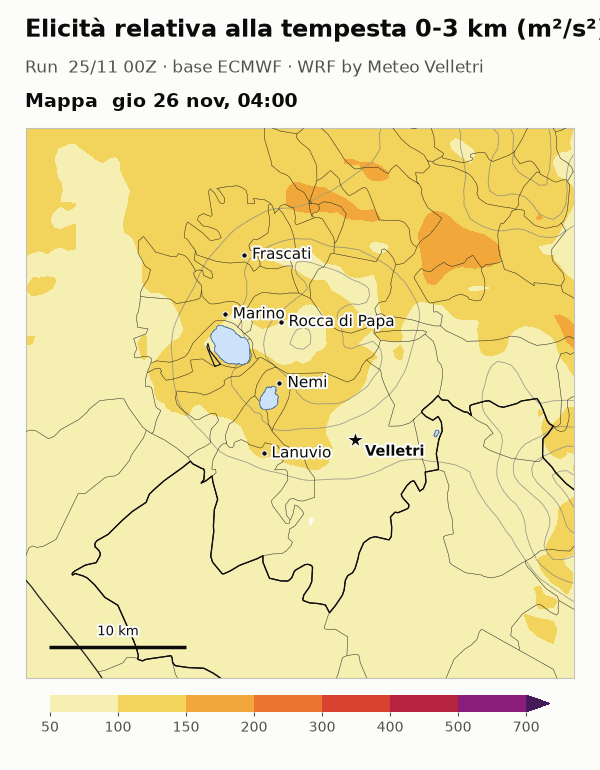 Elicità relativa alla tempesta 0-3 km (m²/s²)
Run 25/11 00Z · base ECMWF · WRF by Meteo Velletri
Mappa gio 26 nov, 04:00
Frascati
Marino
Rocca di Papa
Nemi
Velletri
Lanuvio
10 km
50 100 150 200 300 400 500 700